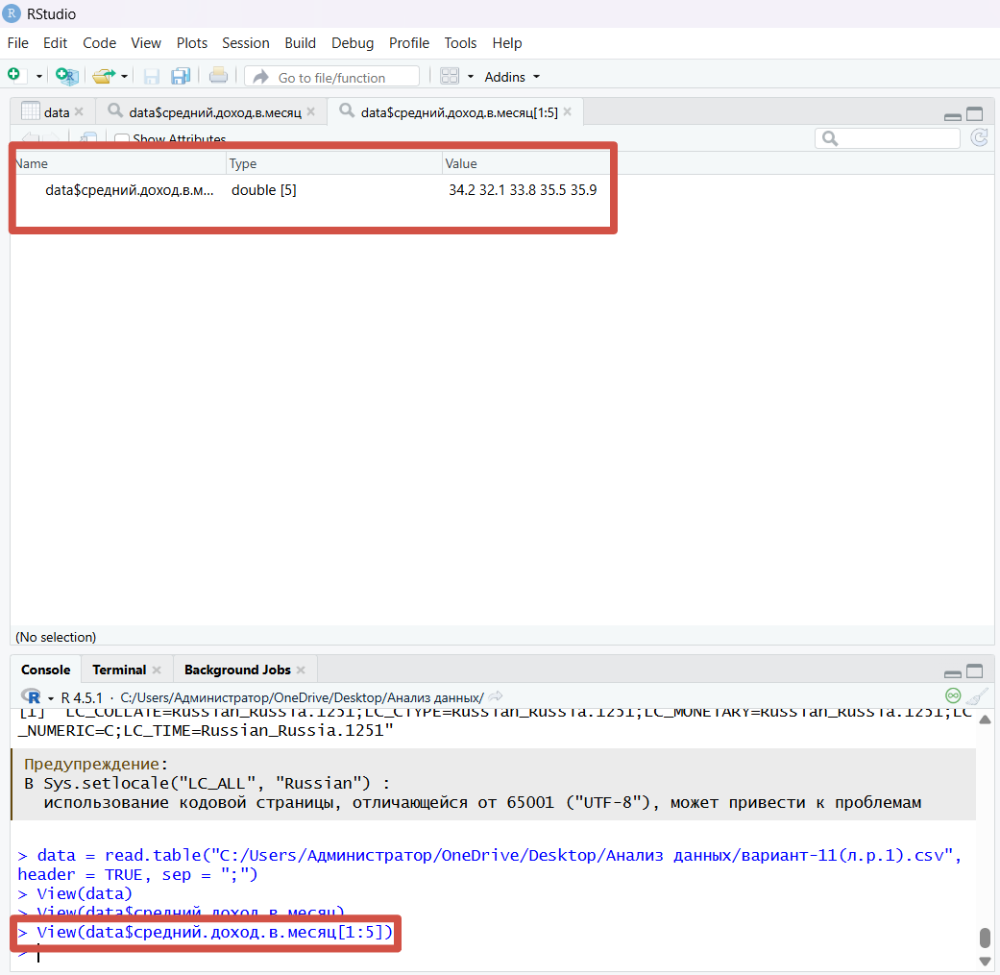 RStudio
File Edit Code View Plots Session Build Debug Profile Tools Help
Go to file/function Addins
data data$средний.доход.в.месяц data$средний.доход.в.месяц[1:5]
Show Attributes
Name Type Value
data$средний.доход.в.м... double [5] 34.2 32.1 33.8 35.5 35.9
(No selection)
Console Terminal Background Jobs
R 4.5.1 · C:/Users/Администратор/OneDrive/Desktop/Анализ данных/
[1] "LC_COLLATE=Russian_Russia.1251;LC_CTYPE=Russian_Russia.1251;LC_MONETARY=Russian_Russia.1251;LC
_NUMERIC=C;LC_TIME=Russian_Russia.1251"
Предупреждение:
В Sys.setlocale("LC_ALL", "Russian") :
использование кодовой страницы, отличающейся от 65001 ("UTF-8"), может привести к проблемам
> data = read.table("C:/Users/Администратор/OneDrive/Desktop/Анализ данных/вариант-11(л.р.1).csv",
header = TRUE, sep = ";")
> View(data)
> View(data$средний.доход.в.месяц)
> View(data$средний.доход.в.месяц[1:5])
>